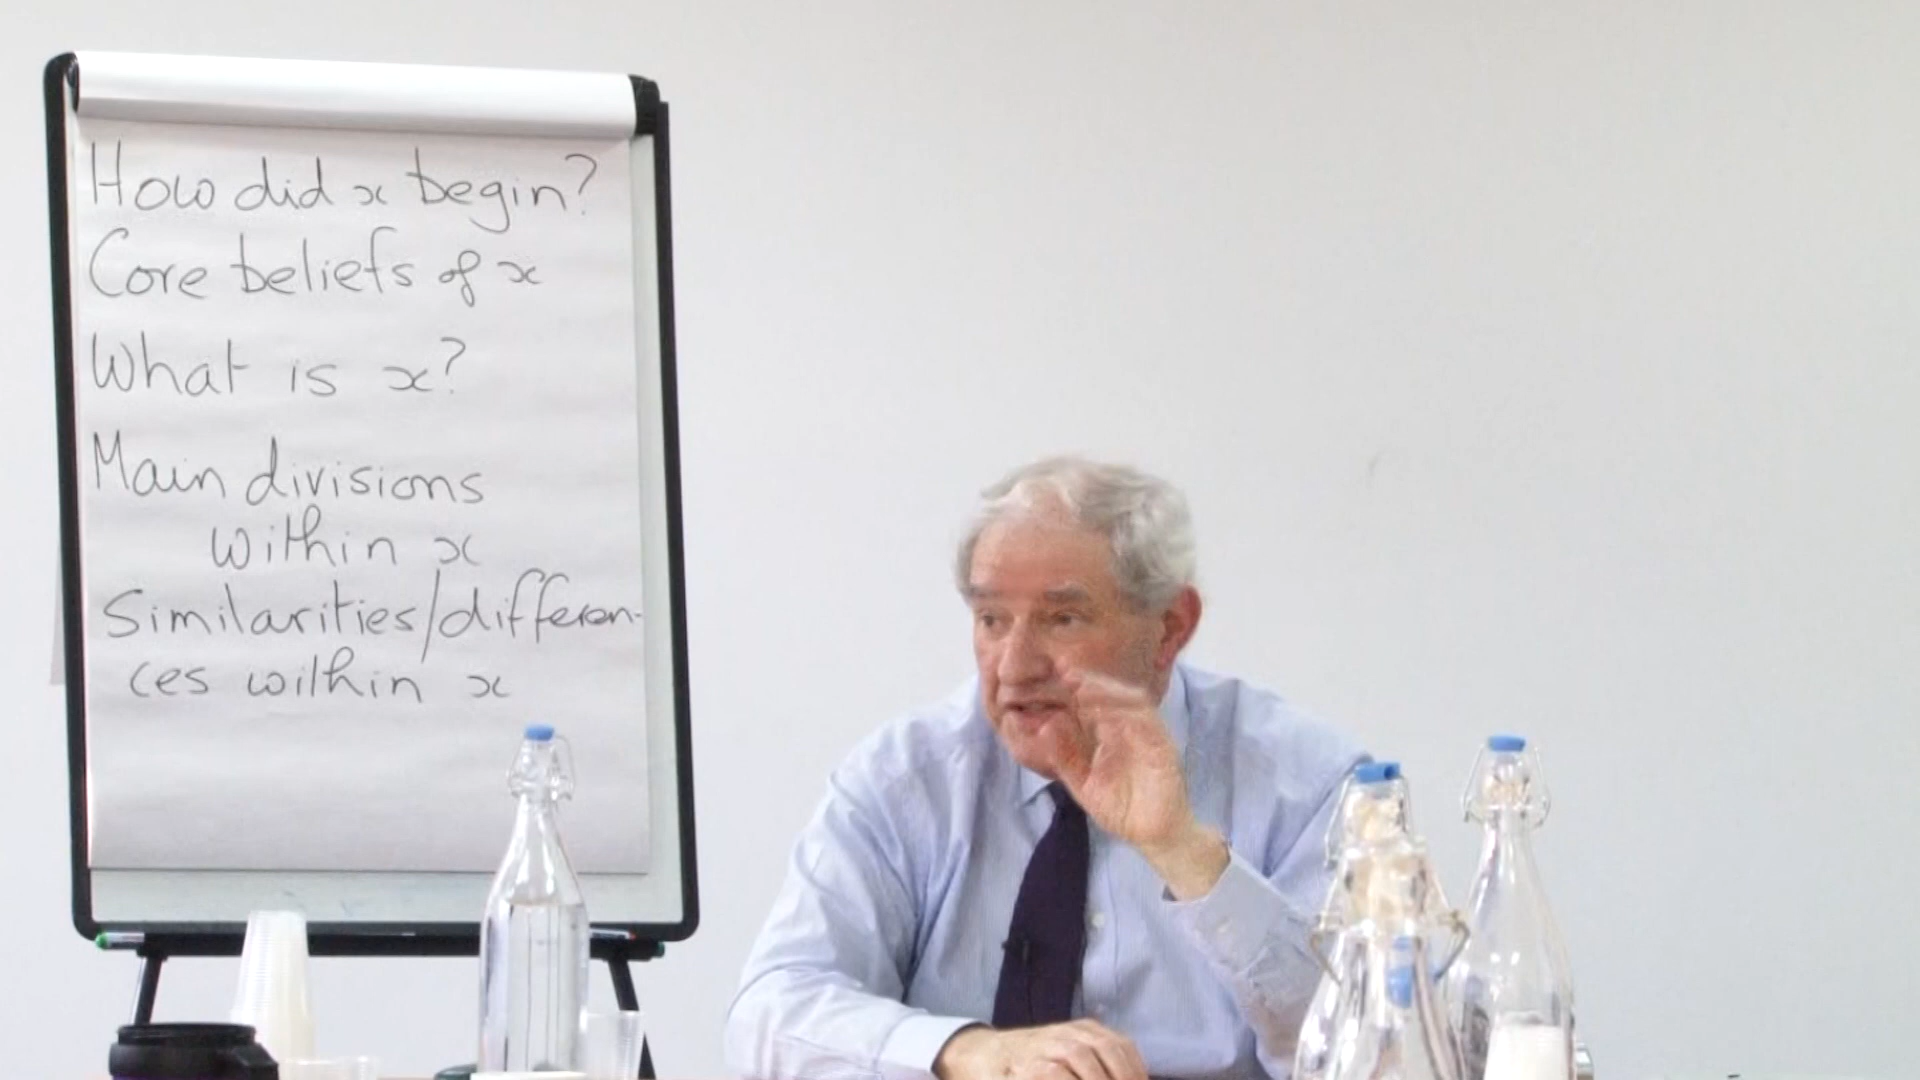 How did x begin?
Core beliefs of x
What is x?
Main divisions
within x
Similarities/differen-
ces within x